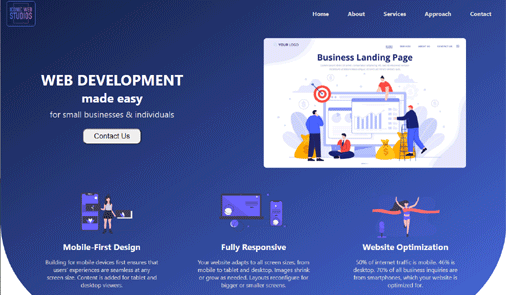 STUDIOS
Home About Services Approach Contact
YOUR LOGO
Business Landing Page
WEB DEVELOPMENT
made easy
for small businesses & individuals
Contact Us
Mobile-First Design
Building for mobile devices first ensures that
users' experiences are seamless at any
screen size. Content is added for tablet and
desktop viewers.
Fully Responsive
Your website adapts to all screen sizes, from
mobile to tablet and desktop. Images shrink
or grow as needed. Layouts reconfigure for
bigger or smaller screens.
Website Optimization
50% of internet traffic is mobile. 46% is
desktop. 70% of all business inquiries are
from smartphones, which your website is
optimized for.